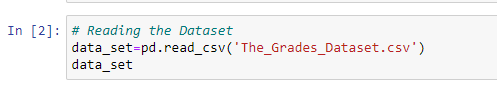 In [2]: # Reading the Dataset
data_set=pd.read_csv('The_Grades_Dataset.csv')
data_set